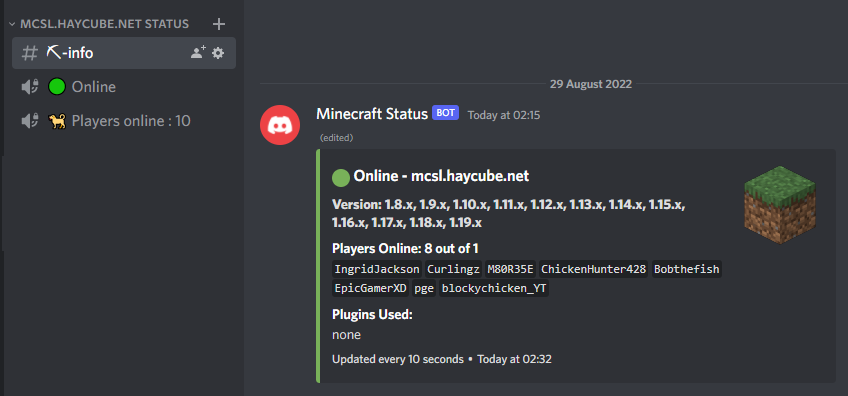 MCSL.HAYCUBE.NET STATUS
⛏-info
Online
Players online : 10
29 August 2022
Minecraft Status BOT Today at 02:15
(edited)
Online - mcsl.haycube.net
Version: 1.8.x, 1.9.x, 1.10.x, 1.11.x, 1.12.x, 1.13.x, 1.14.x, 1.15.x,
1.16.x, 1.17.x, 1.18.x, 1.19.x
Players Online: 8 out of 1
IngridJackson Curlingz M80R35E ChickenHunter428 Bobthefish
EpicGamerXD pge blockychicken_YT
Plugins Used:
none
Updated every 10 seconds • Today at 02:32